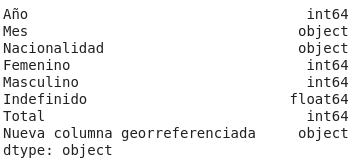 Año int64
Mes object
Nacionalidad object
Femenino int64
Masculino int64
Indefinido float64
Total int64
Nueva columna georreferenciada object
dtype: object